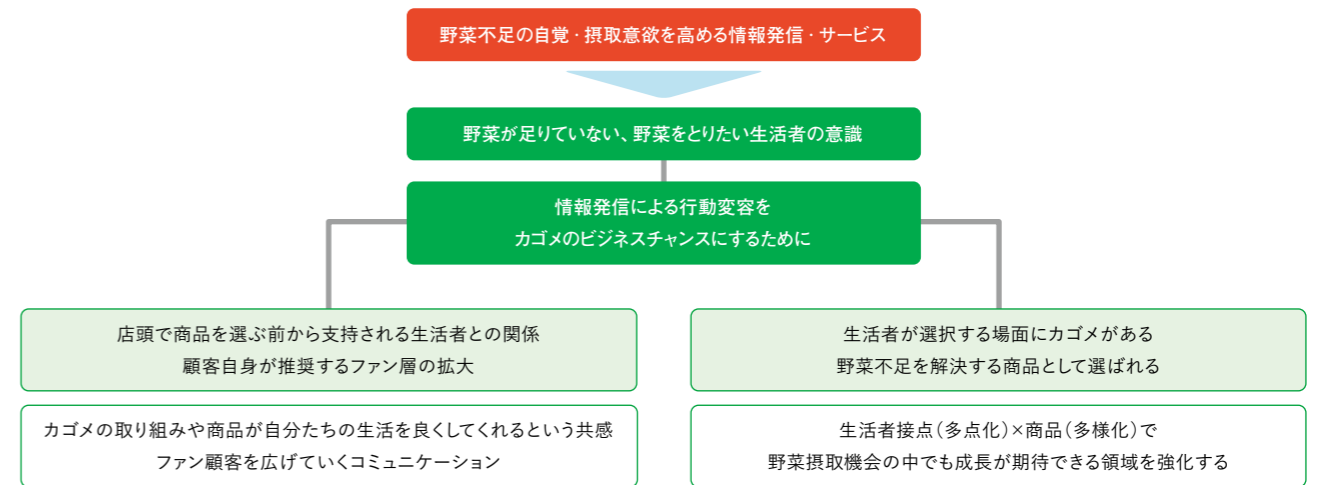 野菜不足の自覚・摂取意欲を高める情報発信・サービス
野菜が足りていない、野菜をとりたい生活者の意識
情報発信による行動変容を
カゴメのビジネスチャンスにするために
店頭で商品を選ぶ前から支持される生活者との関係
顧客自身が推奨するファン層の拡大
カゴメの取り組みや商品が自分たちの生活を良くしてくれるという共感
ファン顧客を広げていくコミュニケーション
生活者が選択する場面にカゴメがある
野菜不足を解決する商品として選ばれる
生活者接点(多点化)×商品(多様化)で
野菜摂取機会の中でも成長が期待できる領域を強化する